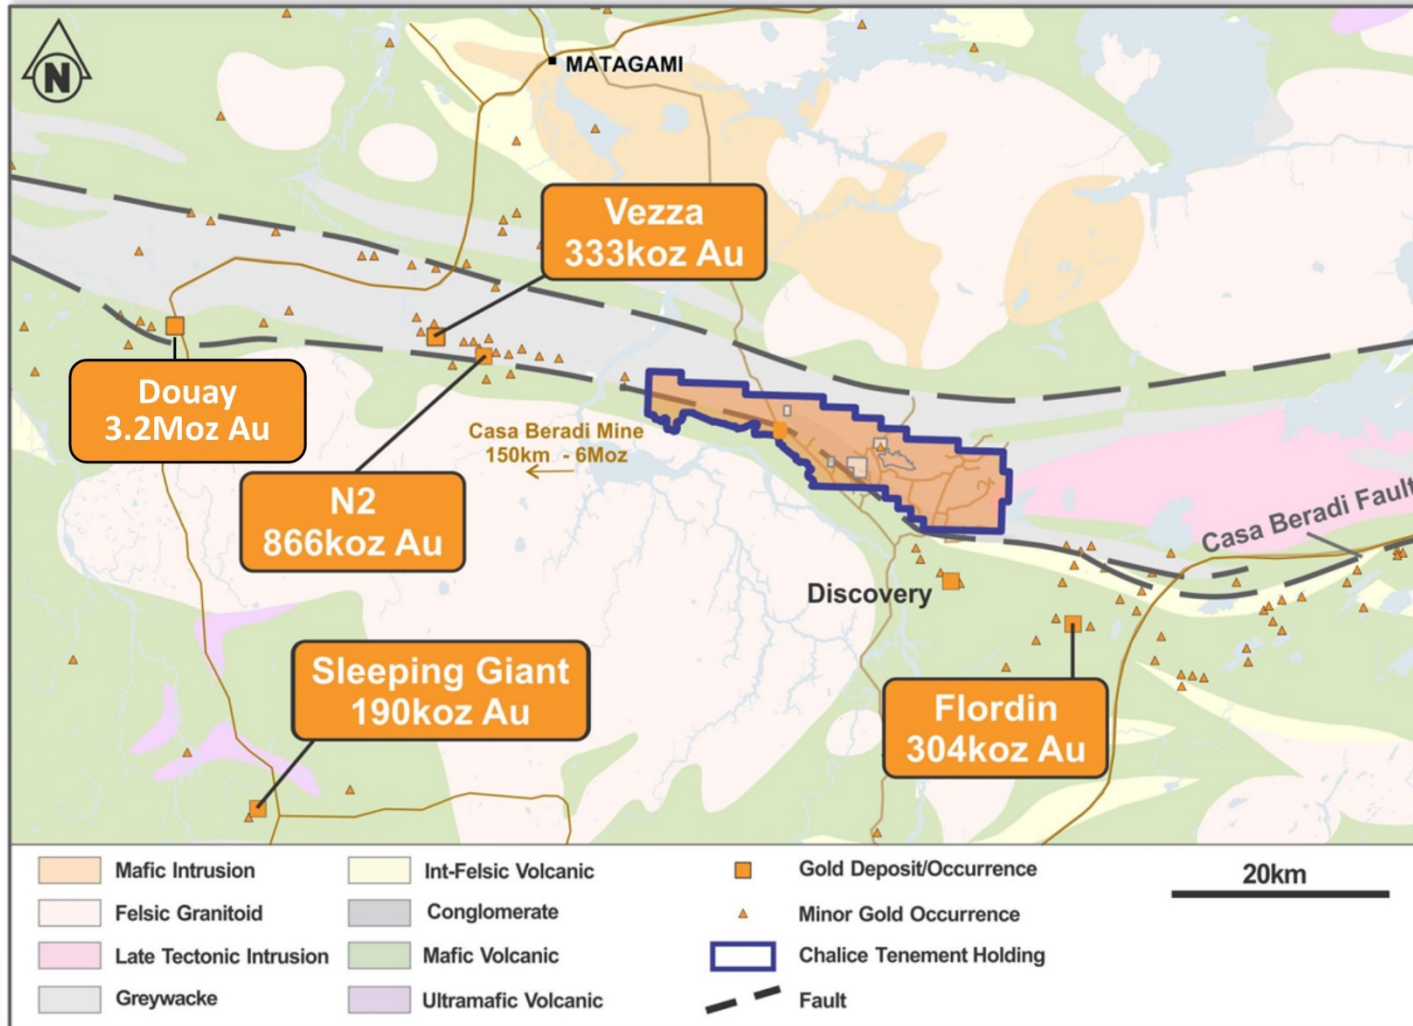 N
MATAGAMI
Vezza
333koz Au
Douay
3.2Moz Au
Casa Beradi Mine
150km - 6Moz
N2
866koz Au
Casa Beradi Fault
Discovery
Sleeping Giant
190koz Au
Flordin
304koz Au
Mafic Intrusion
Int-Felsic Volcanic
Gold Deposit/Occurrence
20km
Felsic Granitoid
Conglomerate
Minor Gold Occurrence
Late Tectonic Intrusion
Mafic Volcanic
Chalice Tenement Holding
Greywacke
Ultramafic Volcanic
Fault